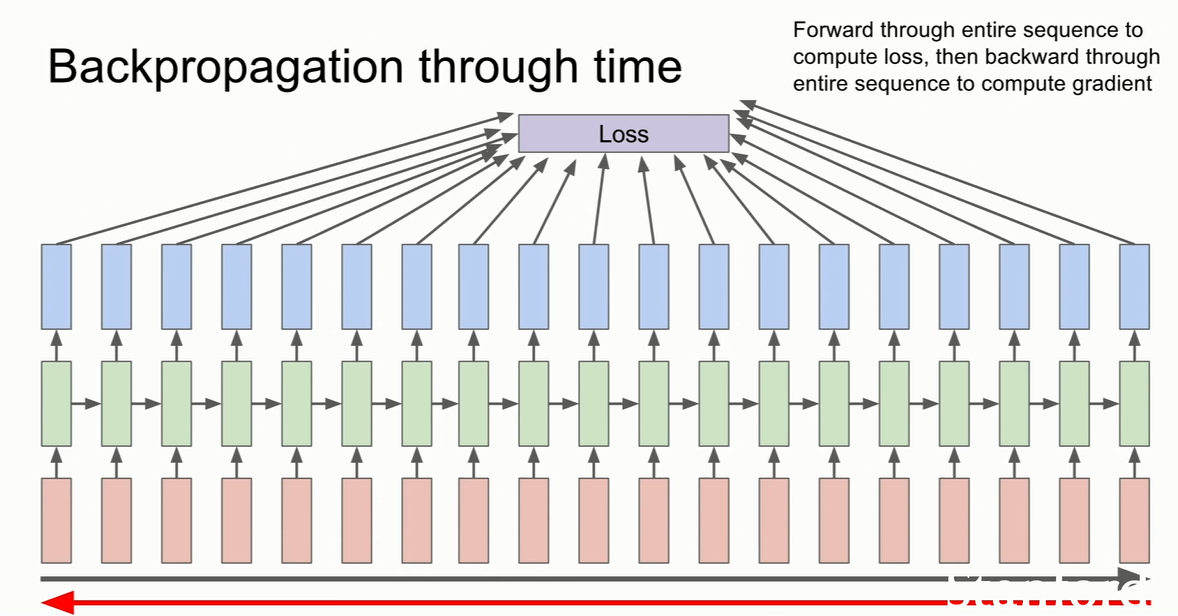 Forward through entire sequence to
compute loss, then backward through
entire sequence to compute gradient
Backpropagation through time
Loss
Stanford